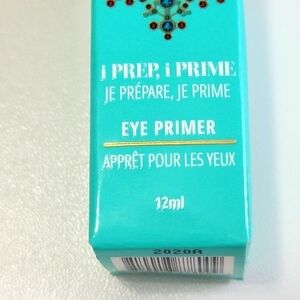 i PREP, i PRIME
JE PRÉPARE, JE PRIME
EYE PRIMER
APPRÊT POUR LES YEUX
12ml
2020A